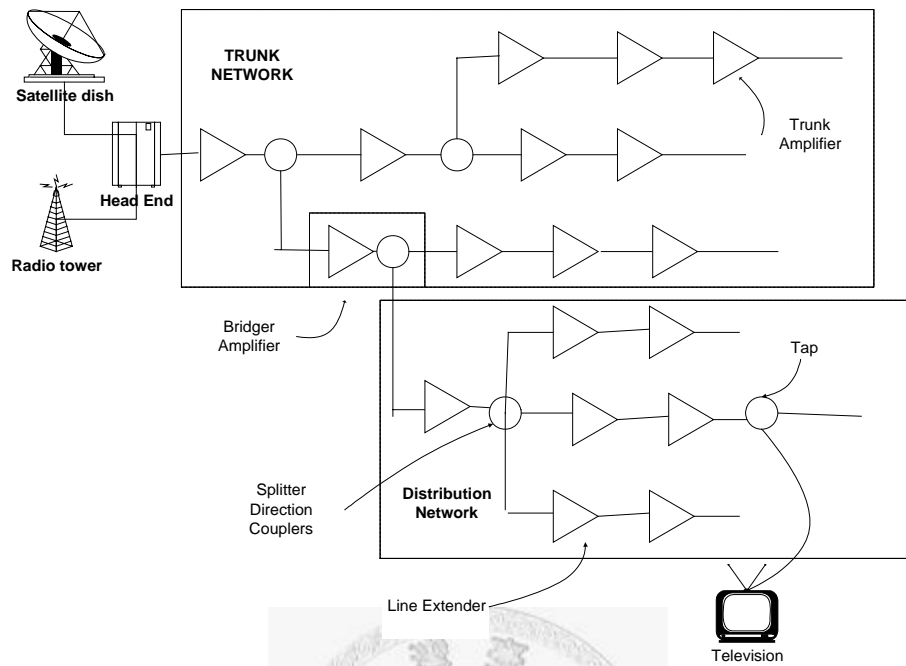 TRUNK
NETWORK
Satellite dish
Trunk
Amplifier
Head End
Radio tower
Bridger
Amplifier
Tap
Splitter
Direction
Couplers
Distribution
Network
Line Extender
Television